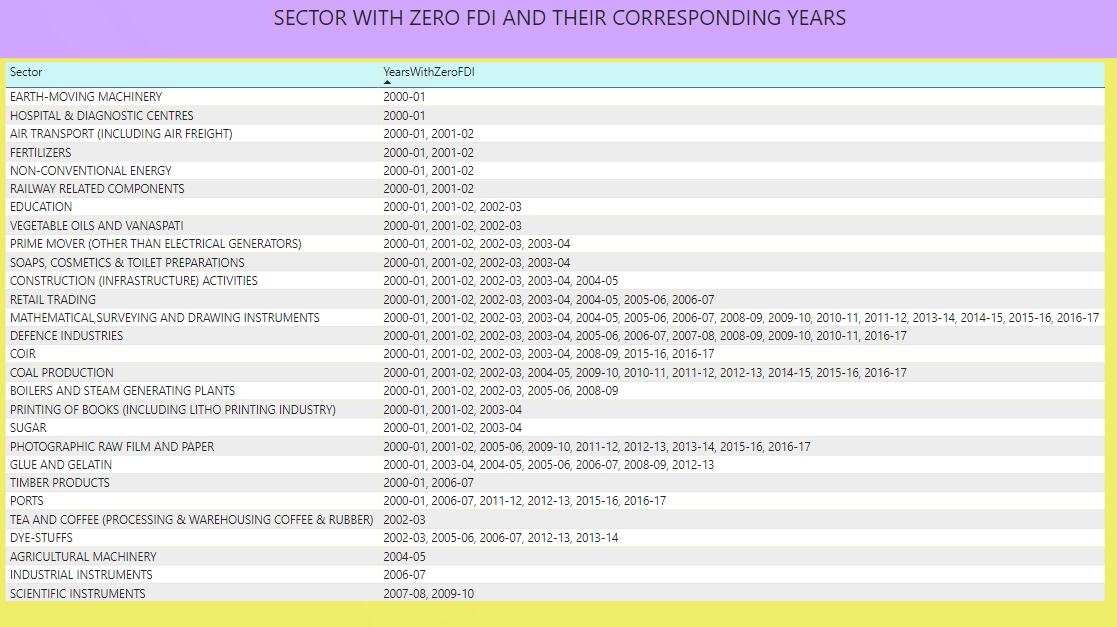 SECTOR WITH ZERO FDI AND THEIR CORRESPONDING YEARS
Sector YearsWithZeroFDI
EARTH-MOVING MACHINERY 2000-01
HOSPITAL & DIAGNOSTIC CENTRES 2000-01
AIR TRANSPORT (INCLUDING AIR FREIGHT) 2000-01, 2001-02
FERTILIZERS 2000-01, 2001-02
NON-CONVENTIONAL ENERGY 2000-01, 2001-02
RAILWAY RELATED COMPONENTS 2000-01, 2001-02
EDUCATION 2000-01, 2001-02, 2002-03
VEGETABLE OILS AND VANASPATI 2000-01, 2001-02, 2002-03
PRIME MOVER (OTHER THAN ELECTRICAL GENERATORS) 2000-01, 2001-02, 2002-03, 2003-04
SOAPS, COSMETICS & TOILET PREPARATIONS 2000-01, 2001-02, 2002-03, 2003-04
CONSTRUCTION (INFRASTRUCTURE) ACTIVITIES 2000-01, 2001-02, 2002-03, 2003-04, 2004-05
RETAIL TRADING 2000-01, 2001-02, 2002-03, 2003-04, 2004-05, 2005-06, 2006-07
MATHEMATICAL,SURVEYING AND DRAWING INSTRUMENTS 2000-01, 2001-02, 2002-03, 2003-04, 2004-05, 2005-06, 2006-07, 2008-09, 2009-10, 2010-11, 2011-12, 2013-14, 2014-15, 2015-16, 2016-17
DEFENCE INDUSTRIES 2000-01, 2001-02, 2002-03, 2003-04, 2005-06, 2006-07, 2007-08, 2008-09, 2009-10, 2010-11, 2016-17
COIR 2000-01, 2001-02, 2002-03, 2003-04, 2008-09, 2015-16, 2016-17
COAL PRODUCTION 2000-01, 2001-02, 2002-03, 2004-05, 2009-10, 2010-11, 2011-12, 2012-13, 2014-15, 2015-16, 2016-17
BOILERS AND STEAM GENERATING PLANTS 2000-01, 2001-02, 2002-03, 2005-06, 2008-09
PRINTING OF BOOKS (INCLUDING LITHO PRINTING INDUSTRY) 2000-01, 2001-02, 2003-04
SUGAR 2000-01, 2001-02, 2003-04
PHOTOGRAPHIC RAW FILM AND PAPER 2000-01, 2001-02, 2005-06, 2009-10, 2011-12, 2012-13, 2013-14, 2015-16, 2016-17
GLUE AND GELATIN 2000-01, 2003-04, 2004-05, 2005-06, 2006-07, 2008-09, 2012-13
TIMBER PRODUCTS 2000-01, 2006-07
PORTS 2000-01, 2006-07, 2011-12, 2012-13, 2015-16, 2016-17
TEA AND COFFEE (PROCESSING & WAREHOUSING COFFEE & RUBBER) 2002-03
DYE-STUFFS 2002-03, 2005-06, 2006-07, 2012-13, 2013-14
AGRICULTURAL MACHINERY 2004-05
INDUSTRIAL INSTRUMENTS 2006-07
SCIENTIFIC INSTRUMENTS 2007-08, 2009-10